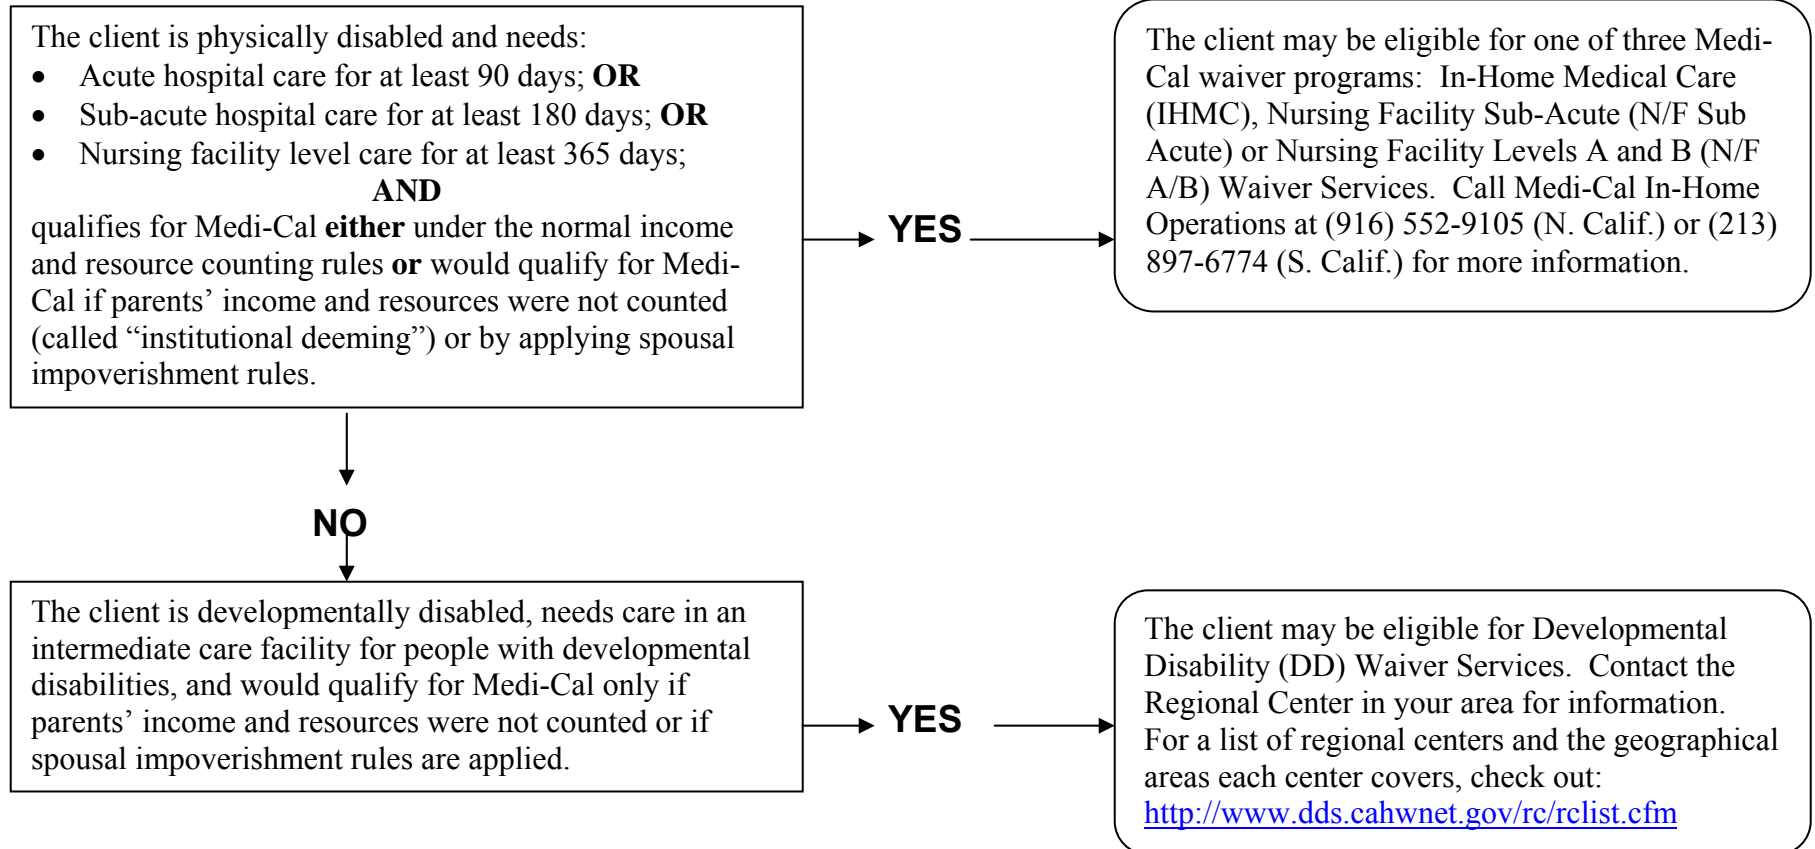 The client is physically disabled and needs:
• Acute hospital care for at least 90 days; OR
• Sub-acute hospital care for at least 180 days; OR
• Nursing facility level care for at least 365 days;
AND
qualifies for Medi-Cal either under the normal income
and resource counting rules or would qualify for Medi-
Cal if parents’ income and resources were not counted
(called “institutional deeming”) or by applying spousal
impoverishment rules.
YES
The client may be eligible for one of three Medi-
Cal waiver programs: In-Home Medical Care
(IHMC), Nursing Facility Sub-Acute (N/F Sub
Acute) or Nursing Facility Levels A and B (N/F
A/B) Waiver Services. Call Medi-Cal In-Home
Operations at (916) 552-9105 (N. Calif.) or (213)
897-6774 (S. Calif.) for more information.
NO
The client is developmentally disabled, needs care in an
intermediate care facility for people with developmental
disabilities, and would qualify for Medi-Cal only if
parents’ income and resources were not counted or if
spousal impoverishment rules are applied.
YES
The client may be eligible for Developmental
Disability (DD) Waiver Services. Contact the
Regional Center in your area for information.
For a list of regional centers and the geographical
areas each center covers, check out:
http://www.dds.cahwnet.gov/rc/rclist.cfm